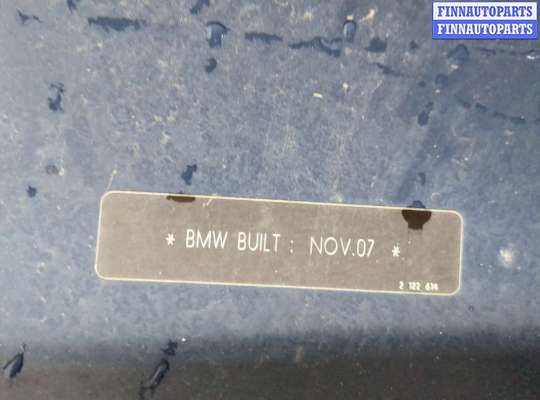 FINNAUTOPARTS
FINNAUTOPARTS
* BMW BUILT : NOV.07 *
2 122 614